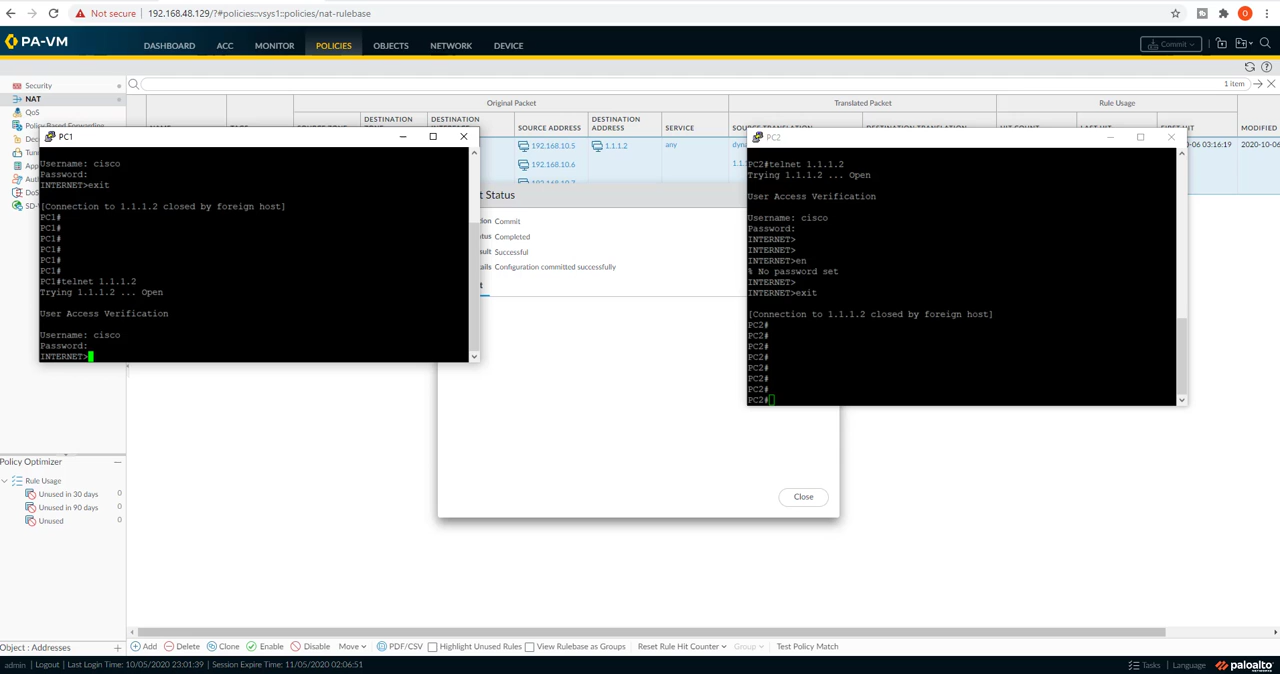 Not secure
192.168.48.129/?#policies::vsys1::policies/nat-rulebase
O
PA-VM
DASHBOARD
ACC
MONITOR
POLICIES
OBJECTS
NETWORK
DEVICE
Commit
1 item
Security
NAT
QoS
Policy Based Forwarding
Original Packet
Translated Packet
Rule Usage
DESTINATION
DESTINATION
SOURCE ADDRESS
DESTINATION
ADDRESS
SERVICE
MODIFIED
192.168.10.5
1.1.1.2
any
192.168.10.6
192.168.10.7
06 03:16:19
2020-10-06
PC1
Username: cisco
Password:
INTERNET>exit
[Connection to 1.1.1.2 closed by foreign host]
PC1#
PC1#
PC1#
PC1#
PC1#
PC1#
PC1#telnet 1.1.1.2
Trying 1.1.1.2 ... Open
User Access Verification
Username: cisco
Password:
INTERNET>
Status
Commit
Completed
Successful
Configuration committed successfully
Close
PC2
PC2#telnet 1.1.1.2
Trying 1.1.1.2 ... Open
User Access Verification
Username: cisco
Password:
INTERNET>
INTERNET>
INTERNET>en
% No password set
INTERNET>
INTERNET>exit
[Connection to 1.1.1.2 closed by foreign host]
PC2#
PC2#
PC2#
PC2#
PC2#
PC2#
PC2#
PC2#
Policy Optimizer
Rule Usage
Unused in 30 days 0
Unused in 90 days 0
Unused 0
Object : Addresses
Add
Delete
Clone
Enable
Disable
Move
PDF/CSV
Highlight Unused Rules
View Rulebase as Groups
Reset Rule Hit Counter
Group
Test Policy Match
admin | Logout | Last Login Time: 10/05/2020 23:01:39 | Session Expire Time: 11/05/2020 02:06:51
Tasks | Language
paloalto
NETWORKS